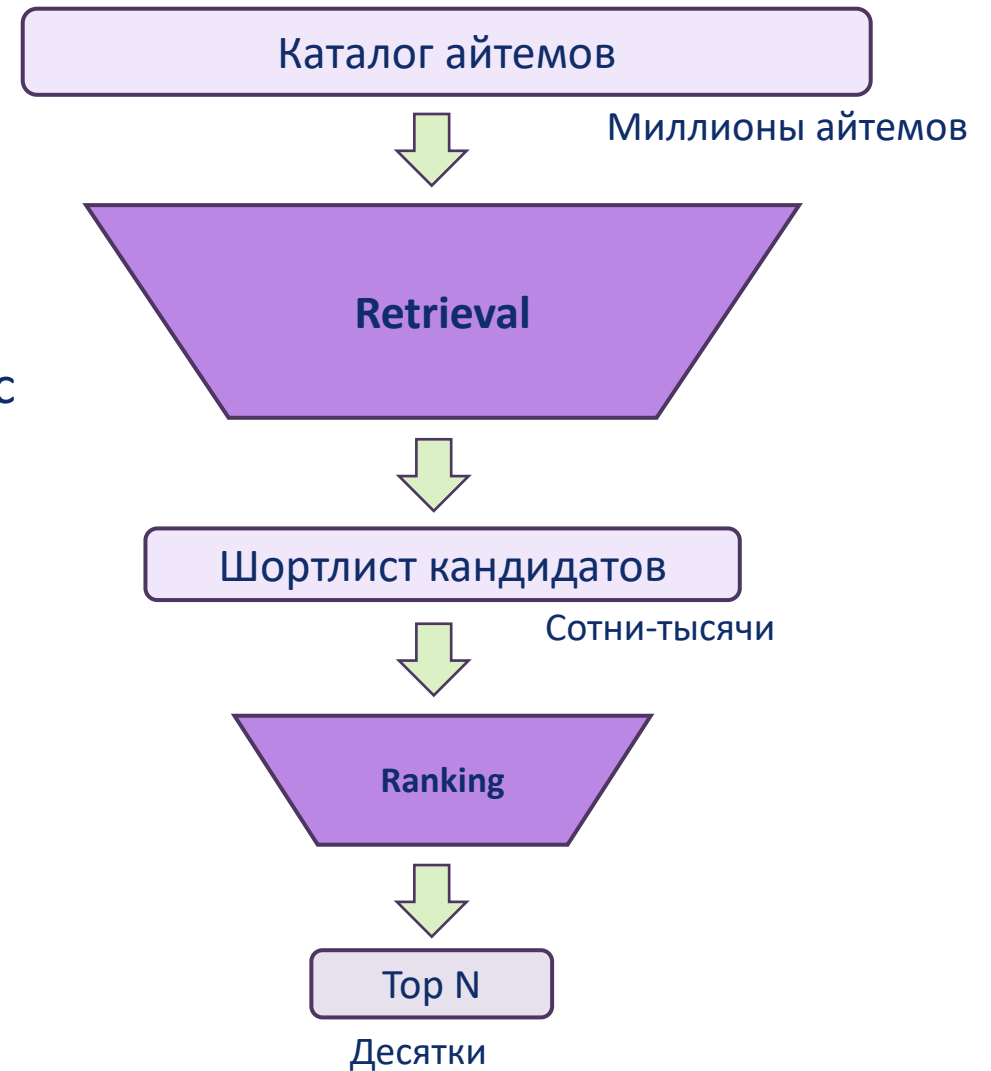 Каталог айтемов
Миллионы айтемов
Retrieval
с
Шортлист кандидатов
Сотни-тысячи
Ranking
Top N
Десятки